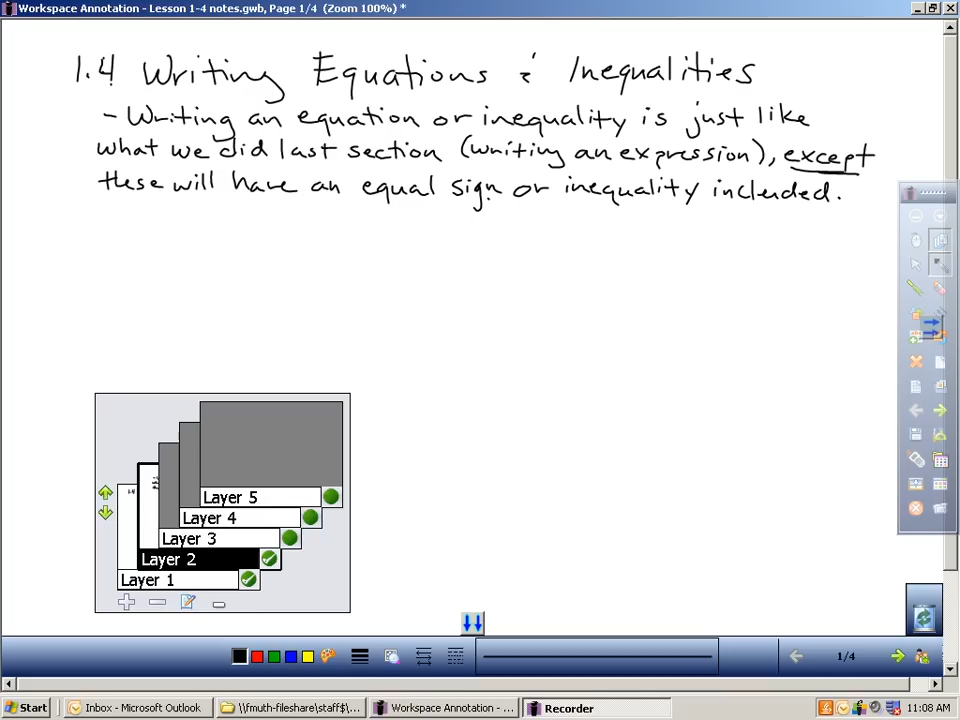 Workspace Annotation - Lesson 1-4 notes.gwb, Page 1/4 (Zoom 100%) *
1.4 Writing Equations & Inequalities
- Writing an equation or inequality is just like
what we did last section (writing an expression), except
these will have an equal sign or inequality included.
Layer 5
Layer 4
Layer 3
Layer 2
Layer 1
1/4
Start
Inbox - Microsoft Outlook
\\fmuth-fileshare\staff$\...
Workspace Annotation - ...
Recorder
11:08 AM